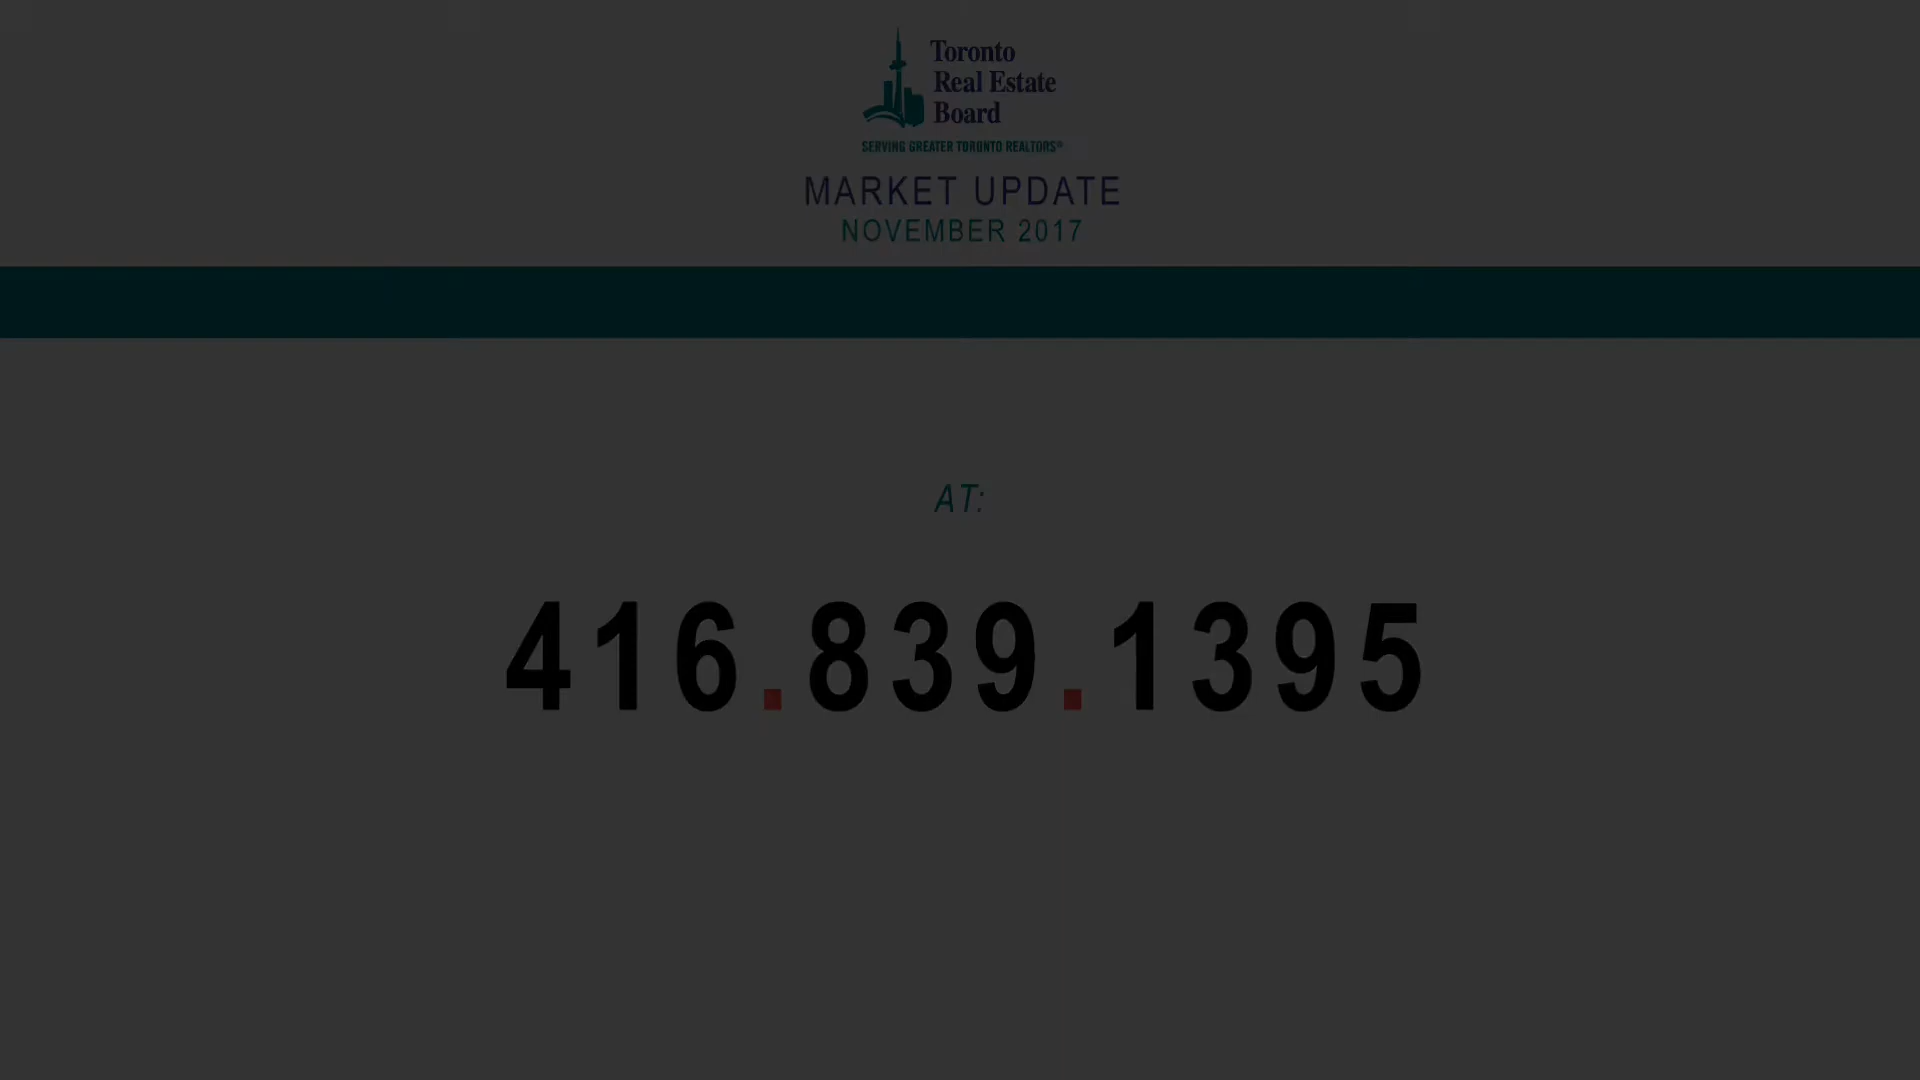 Toronto
Real Estate
Board
SERVING GREATER TORONTO REALTORS®
MARKET UPDATE
NOVEMBER 2017
AT:
416.839.1395